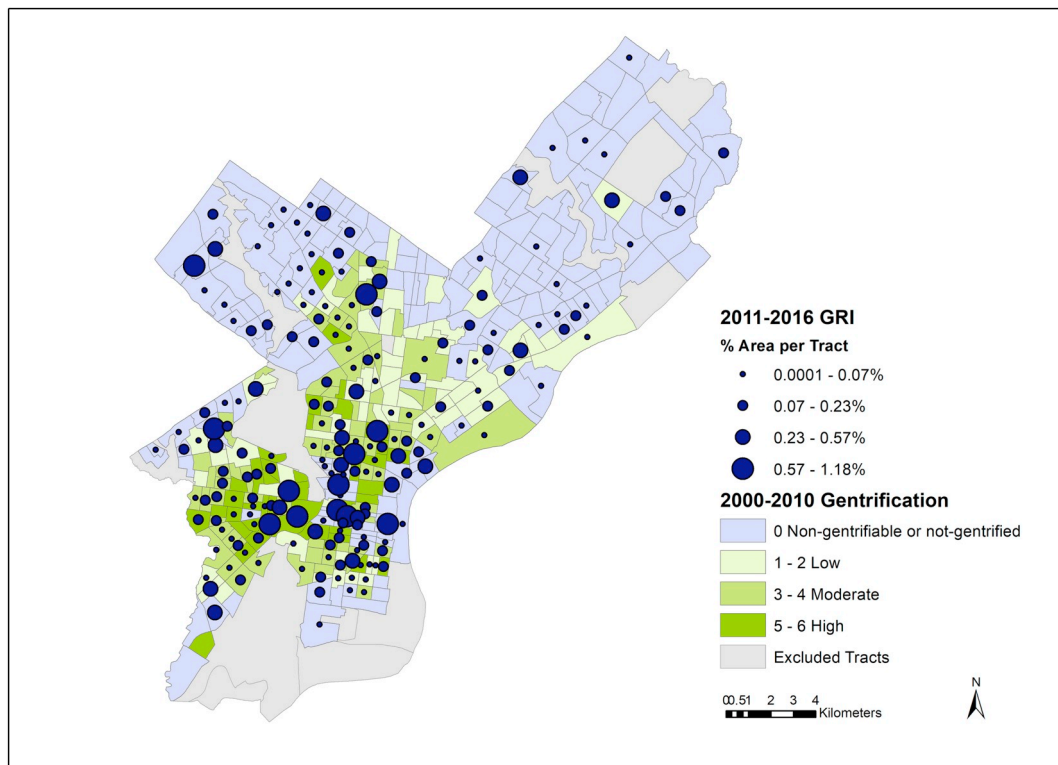 2011-2016 GRI
% Area per Tract
0.0001 - 0.07%
0.07 - 0.23%
0.23 - 0.57%
0.57 - 1.18%
2000-2010 Gentrification
0 Non-gentrifiable or not-gentrified
1 - 2 Low
3 - 4 Moderate
5 - 6 High
Excluded Tracts
N
00.51 2 3 4
Kilometers